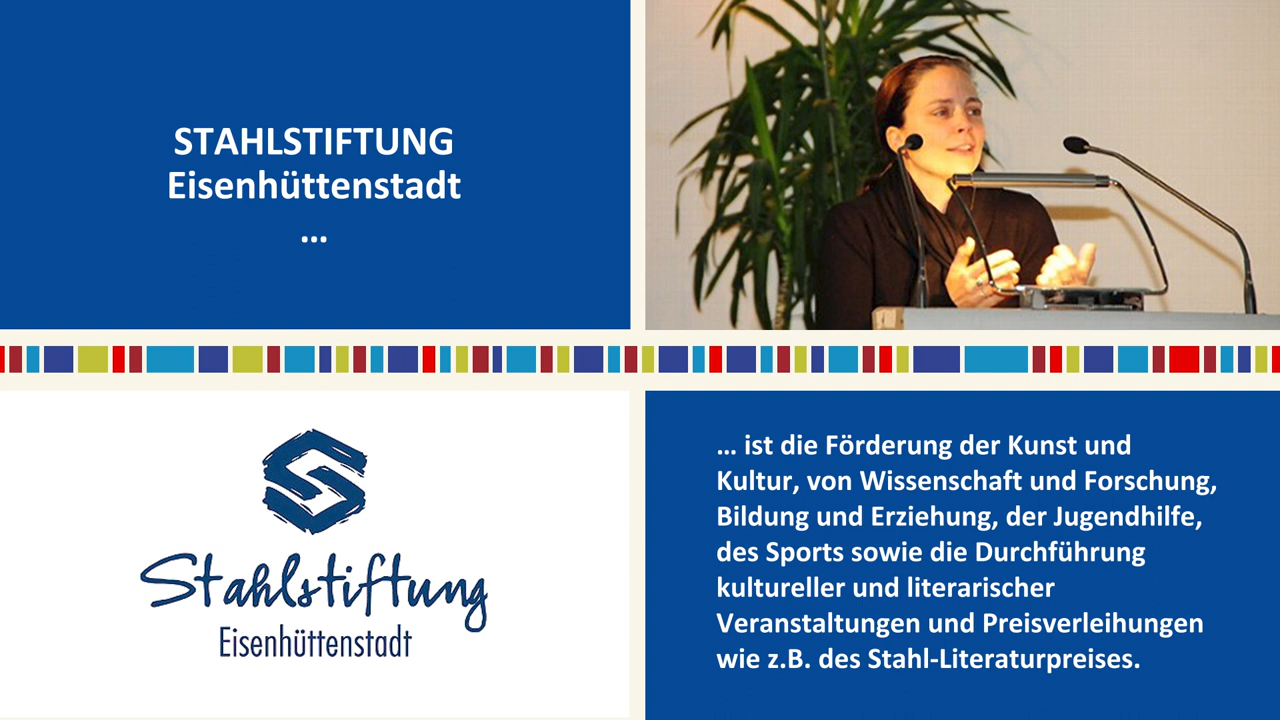 STAHLSTIFTUNG
Eisenhüttenstadt
...
Stahlstiftung
Eisenhüttenstadt
... ist die Förderung der Kunst und
Kultur, von Wissenschaft und Forschung,
Bildung und Erziehung, der Jugendhilfe,
des Sports sowie die Durchführung
kultureller und literarischer
Veranstaltungen und Preisverleihungen
wie z.B. des Stahl-Literaturpreises.